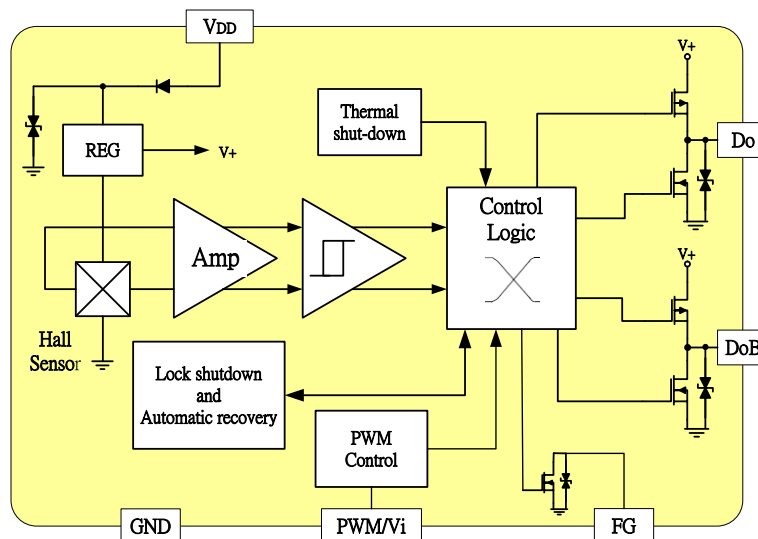 VDD
V+
Thermal
shut-down
REG
V+
Do
Control
Logic
Amp
V+
Hall
Sensor
DoB
Lock shutdown
and
Automatic recovery
PWM
Control
GND
PWM/Vi
FG